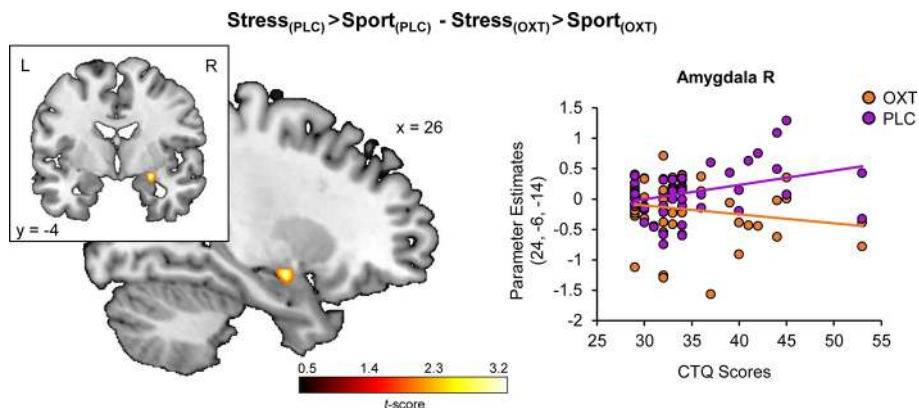 Stress(PLC)>Sport(PLC) - Stress(OXT)>Sport(OXT)
L R
y = -4
x = 26
0.5 1.4 2.3 3.2
t-score
Amygdala R
OXT
PLC
Parameter Estimates
(24, -6, -14)
1.5
1
0.5
0
-0.5
-1
-1.5
-2
25 30 35 40 45 50 55
CTQ Scores